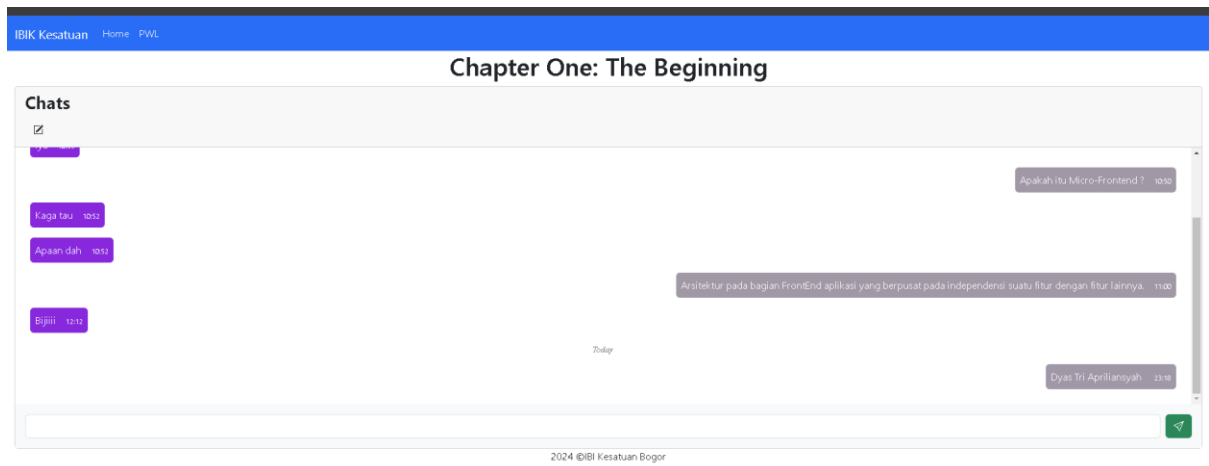 IBIK Kesatuan Home PWL
Chapter One: The Beginning
Chats
Apakah itu Micro-Frontend ? 10:50
Kaga tau 10:52
Apaan dah 10:52
Arsitektur pada bagian FrontEnd aplikasi yang berpusat pada independensi suatu fitur dengan fitur lainnya. 11:00
Bijiiii 12:12
Today
Dyas Tri Apriliansyah 23:18
2024 ©IBI Kesatuan Bogor